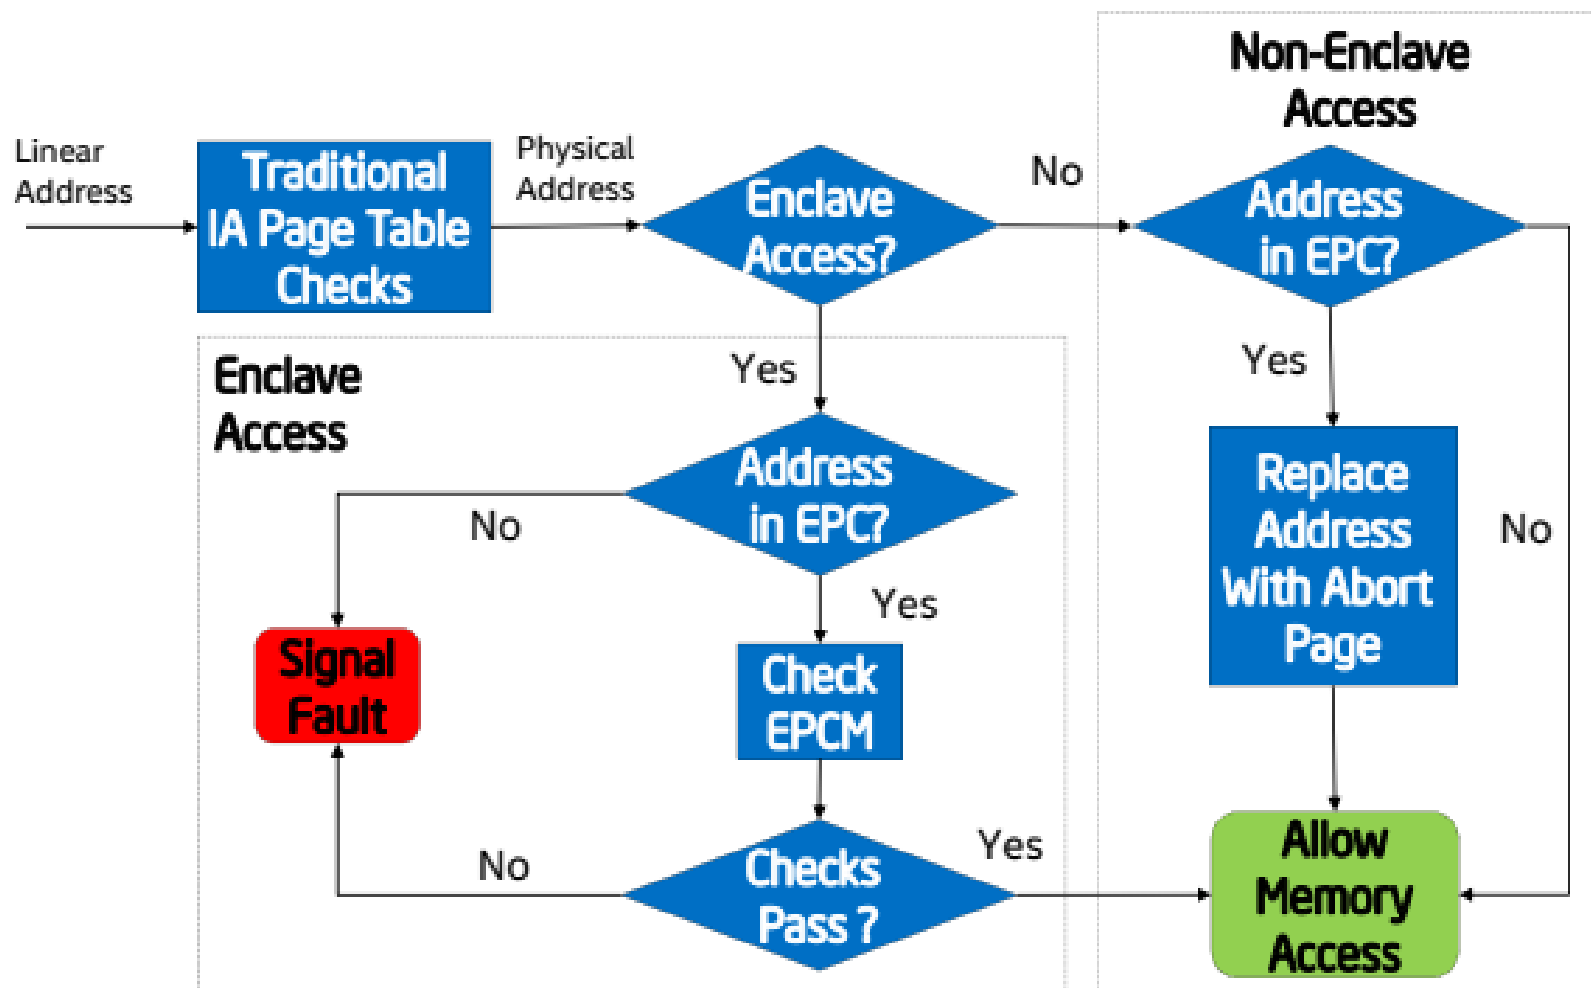 Non-Enclave
Access
Linear
Address
Traditional
IA Page Table
Checks
Physical
Address
Enclave
Access?
No
Address
in EPC?
Yes
Enclave
Access
Yes
Address
in EPC?
No
Replace
Address
With Abort
Page
No
Yes
Signal
Fault
Check
EPCM
No
Checks
Pass ?
Yes
Allow
Memory
Access